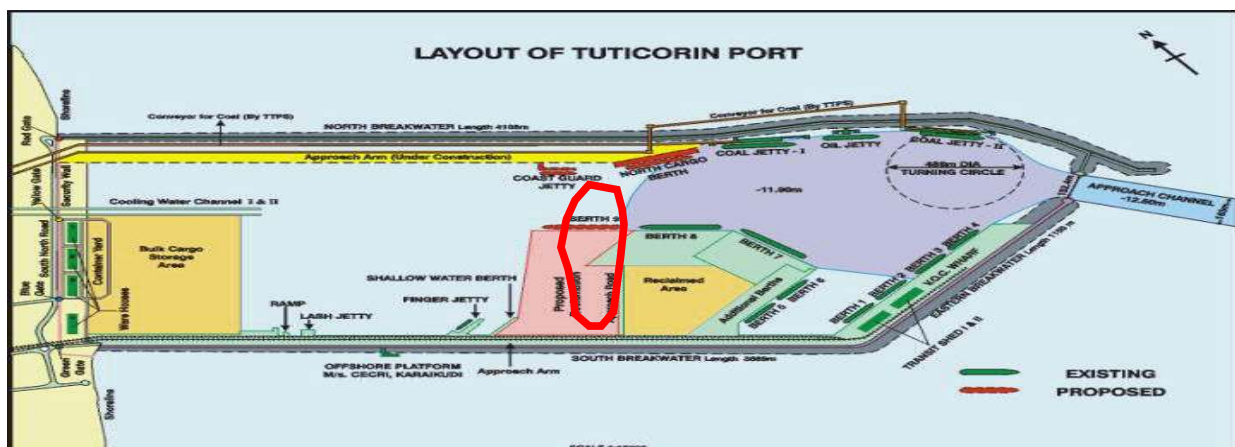 LAYOUT OF TUTICORIN PORT
N
Conveyor for Coal (By TTPS)
Conveyor for Coal (By TTPS)
NORTH BREAKWATER Length
Approach Arm (Under Construction)
COAST GUARD
JETTY
NORTH CARGO
BERTH
COAL JETTY - I
OIL JETTY
COAL JETTY - II
488m DIA
TURNING CIRCLE
-11.90m
APPROACH CHANNEL
Red Gate
Shoreline
Yellow Gate
Security Wall
Cooling Water Channel I & II
South North Road
Container Yard
Bulk Cargo
Storage
Area
Blue
Gate
Ware Houses
Green
Gate
Shoreline
RAMP
LASH JETTY
FINGER JETTY
SHALLOW WATER BERTH
BERTH 9
BERTH 8
BERTH 7
Proposed
Road
Reclaimed
Area
Additional Berths
BERTH 5
BERTH 6
BERTH 1
BERTH 2
BERTH 3
BERTH 4
V.O.C. WHARF
EASTERN BREAKWATER Length 1100 m
TRANSIT SHED I & II
SOUTH BREAKWATER Length
OFFSHORE PLATFORM
M/s. CECRI, KARAIKUDI
Approach Arm
EXISTING
PROPOSED